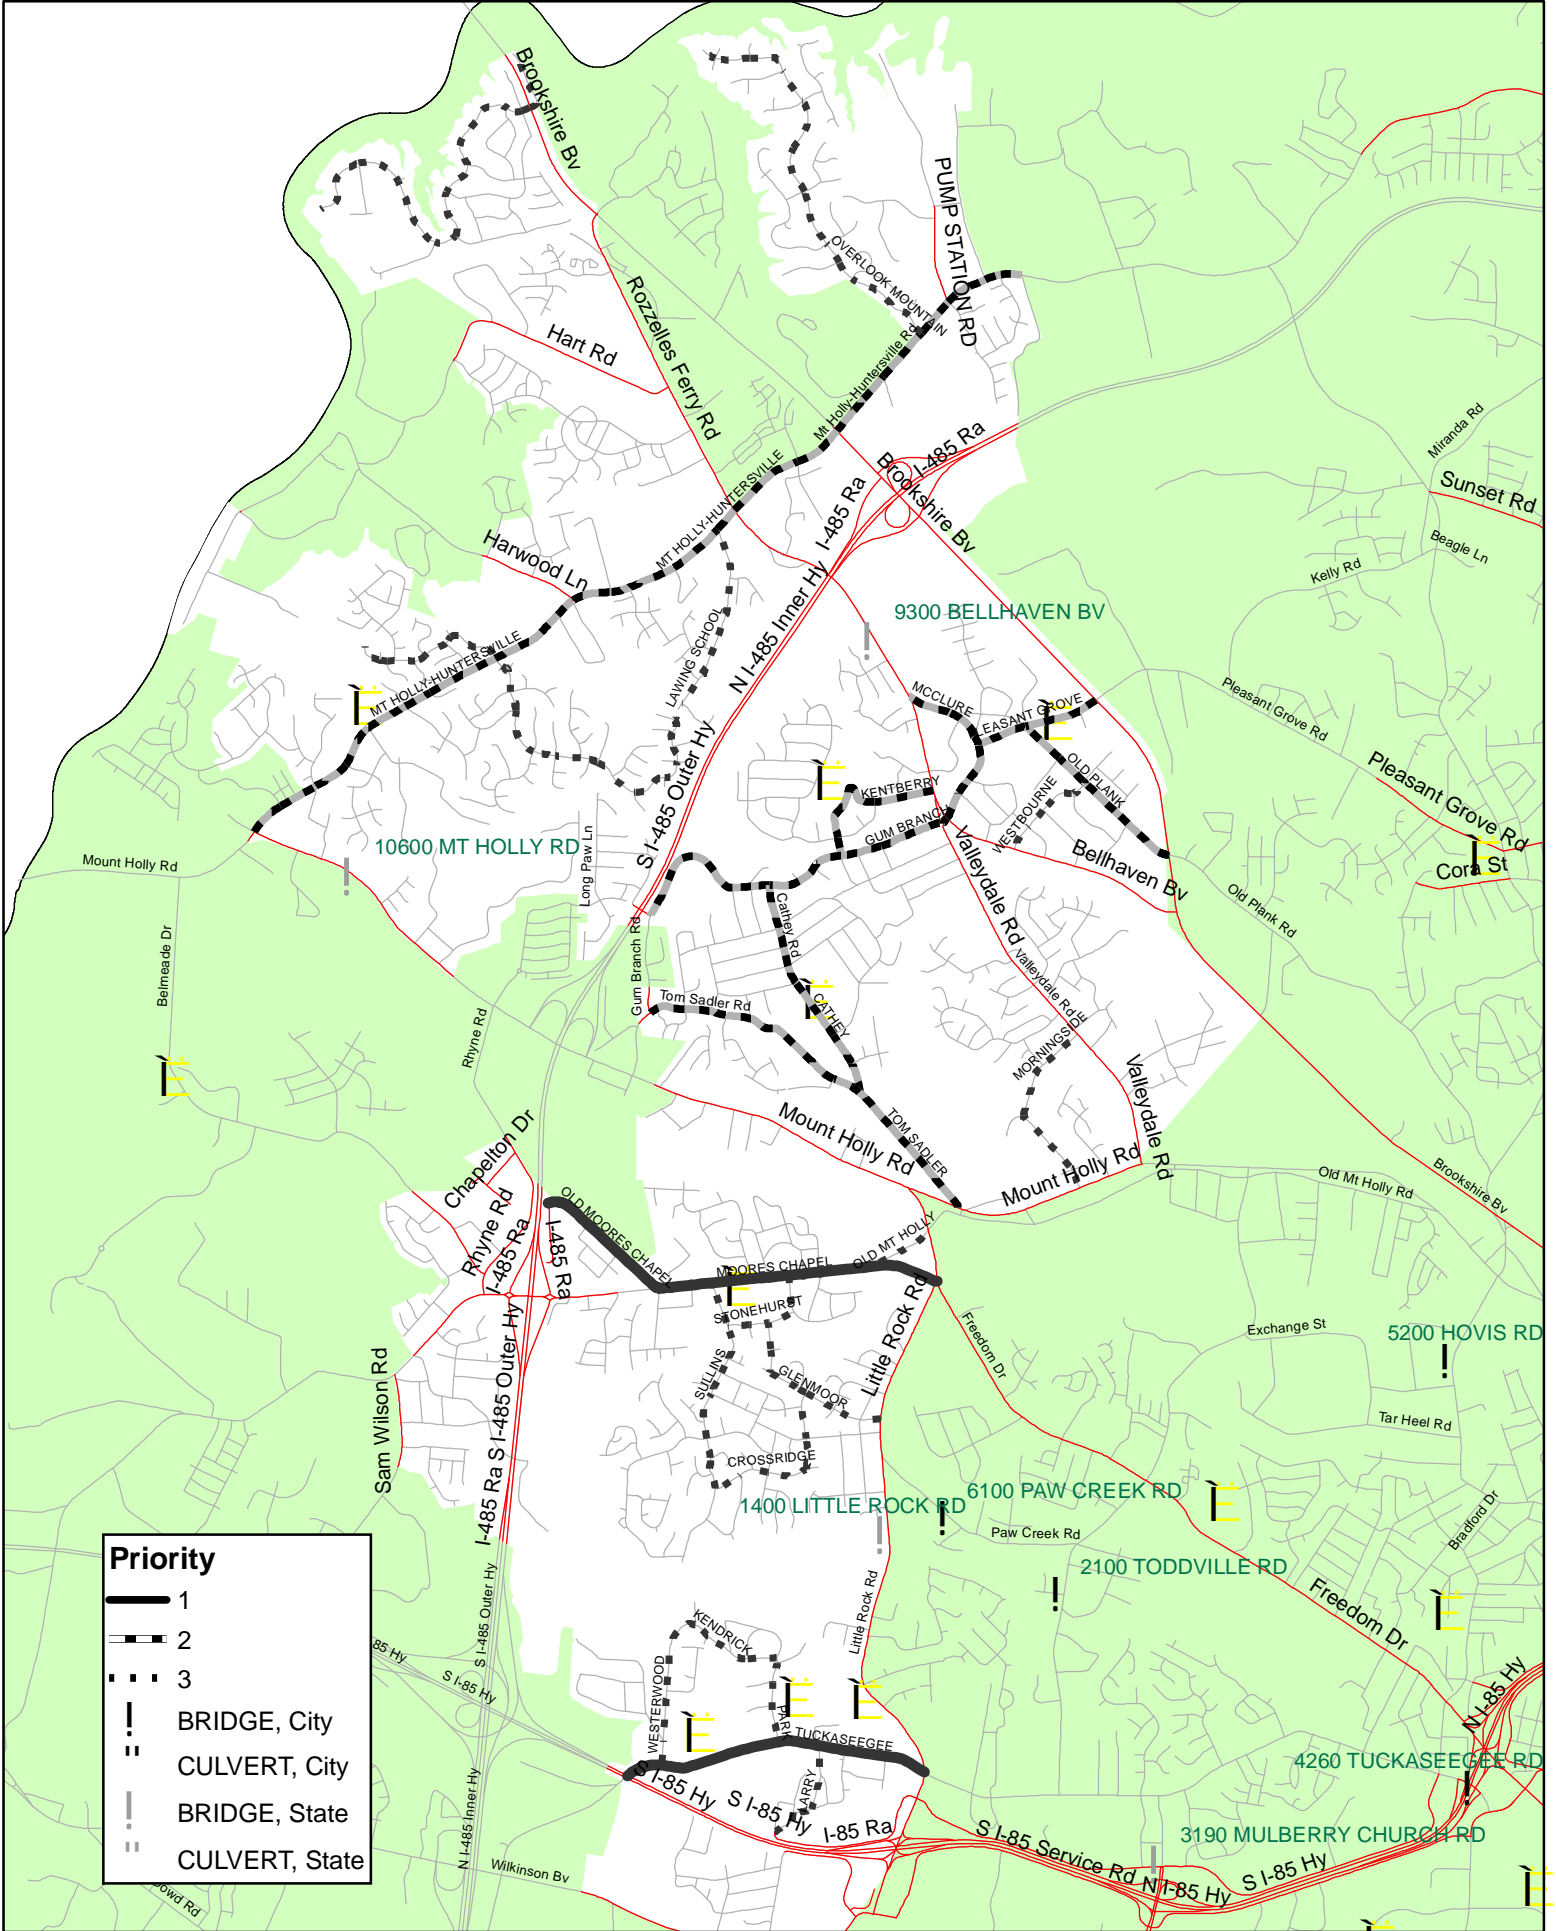 Brookshire Bv
PUMP STATION RD
OVERLOOK MOUNTAIN
Rozzelles Ferry Rd
Hart Rd
Mt Holly-Huntersville Rd
I-485 Ra
Brookshire Bv
Miranda Rd
Sunset Rd
MT HOLLY-HUNTERSVILLE
I-485 Ra
Beagle Ln
Harwood Ln
Kelly Rd
N I-485 Inner Hy
9300 BELLHAVEN BV
LAWING SCHOOL
MT HOLLY-HUNTERSVILLE
MCCLURE
LEASANT GROVE
Pleasant Grove Rd
S I-485 Outer Hy
OLD PLANK
KENTBERRY
WESTBOURNE
Pleasant Grove Rd
GUM BRANCH
10600 MT HOLLY RD
Long Paw Ln
Mount Holly Rd
Bellhaven Bv
Cora St
Valleydale Rd
Old Plank Rd
Cathey Rd
Belmeade Dr
Gum Branch Rd
Valleydale Rd
Tom Sadler Rd
CATHEY
Rhyne Rd
MORNINGSIDE
Valleydale Rd
Mount Holly Rd
TOM SADLER
Chapelton Dr
Mount Holly Rd
Old Mt Holly Rd
Brookshire Bv
Rhyne Rd
I-485 Ra
I-485 Ra
OLD MOORES CHAPEL
OLD MT HOLLY
MOORES CHAPEL
STONEHURST
Little Rock Rd
Freedom Dr
Exchange St
5200 HOVIS RD
Sam Wilson Rd
I-485 Ra S I-485 Outer Hy
SULLINS
GLENMOOR
Tar Heel Rd
CROSSRIDGE
1400 LITTLE ROCK RD
6100 PAW CREEK RD
Paw Creek Rd
Bradford Dr
2100 TODDVILLE RD
Freedom Dr
Little Rock Rd
Priority
1
2
3
BRIDGE, City
CULVERT, City
BRIDGE, State
CULVERT, State
S I-485 Outer Hy
85 Hy
S I-85 Hy
KENDRICK
WESTERWOOD
PARK
TUCKASEEGEE
N I-85 Hy
4260 TUCKASEEGEE RD
S I-85 Hy
LARRY
S I-85 Hy
I-85 Ra
N I-485 Inner Hy
S I-85 Service Rd
3190 MULBERRY CHURCH RD
N I-85 Hy
S I-85 Hy
Wilkinson Bv
Dowd Rd